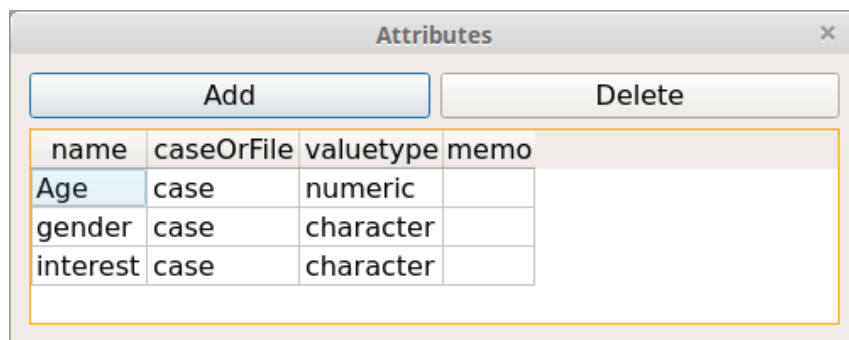 Attributes ×
Add Delete
name caseOrFile valuetype memo
Age case numeric
gender case character
interest case character